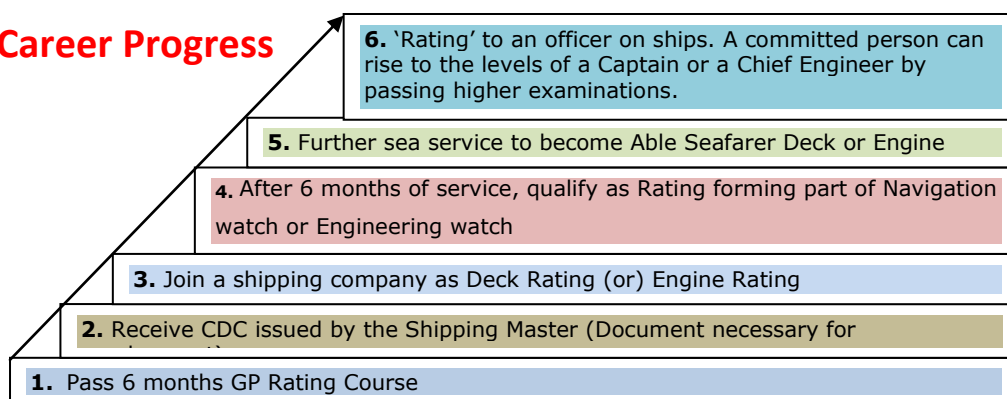 Career Progress
6. ‘Rating’ to an officer on ships. A committed person can
rise to the levels of a Captain or a Chief Engineer by
passing higher examinations.
5. Further sea service to become Able Seafarer Deck or Engine
4. After 6 months of service, qualify as Rating forming part of Navigation
watch or Engineering watch
3. Join a shipping company as Deck Rating (or) Engine Rating
2. Receive CDC issued by the Shipping Master (Document necessary for
1. Pass 6 months GP Rating Course